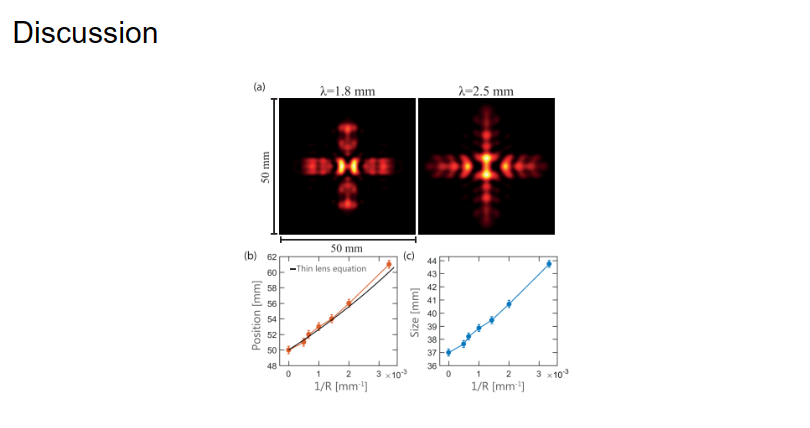 Discussion
(a)
λ=1.8 mm
λ=2.5 mm
50 mm
50 mm
(b)
(c)
62
60
58
56
54
52
50
48
Position [mm]
Thin lens equation
0 1 2 3 ×10⁻³
1/R [mm⁻¹]
44
43
42
41
40
39
38
37
36
Size [mm]
0 1 2 3 ×10⁻³
1/R [mm⁻¹]